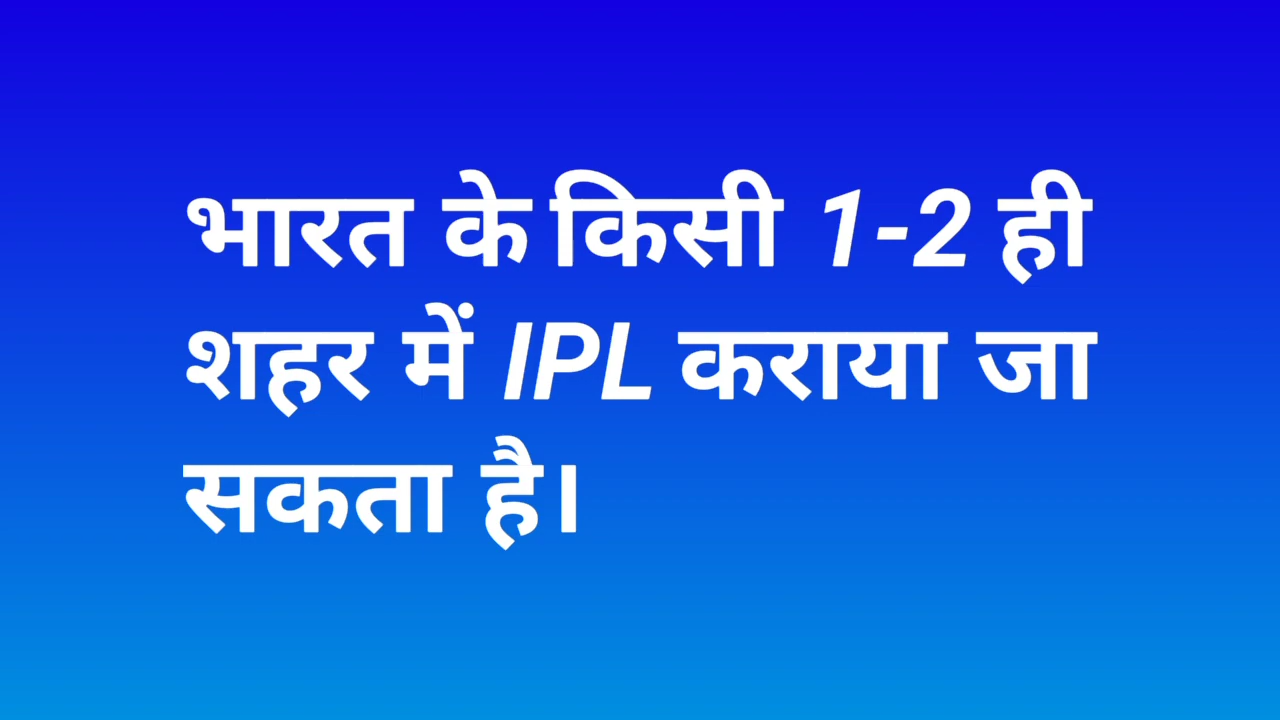 भारत के किसी 1-2 ही
शहर में IPL कराया जा
सकता है।